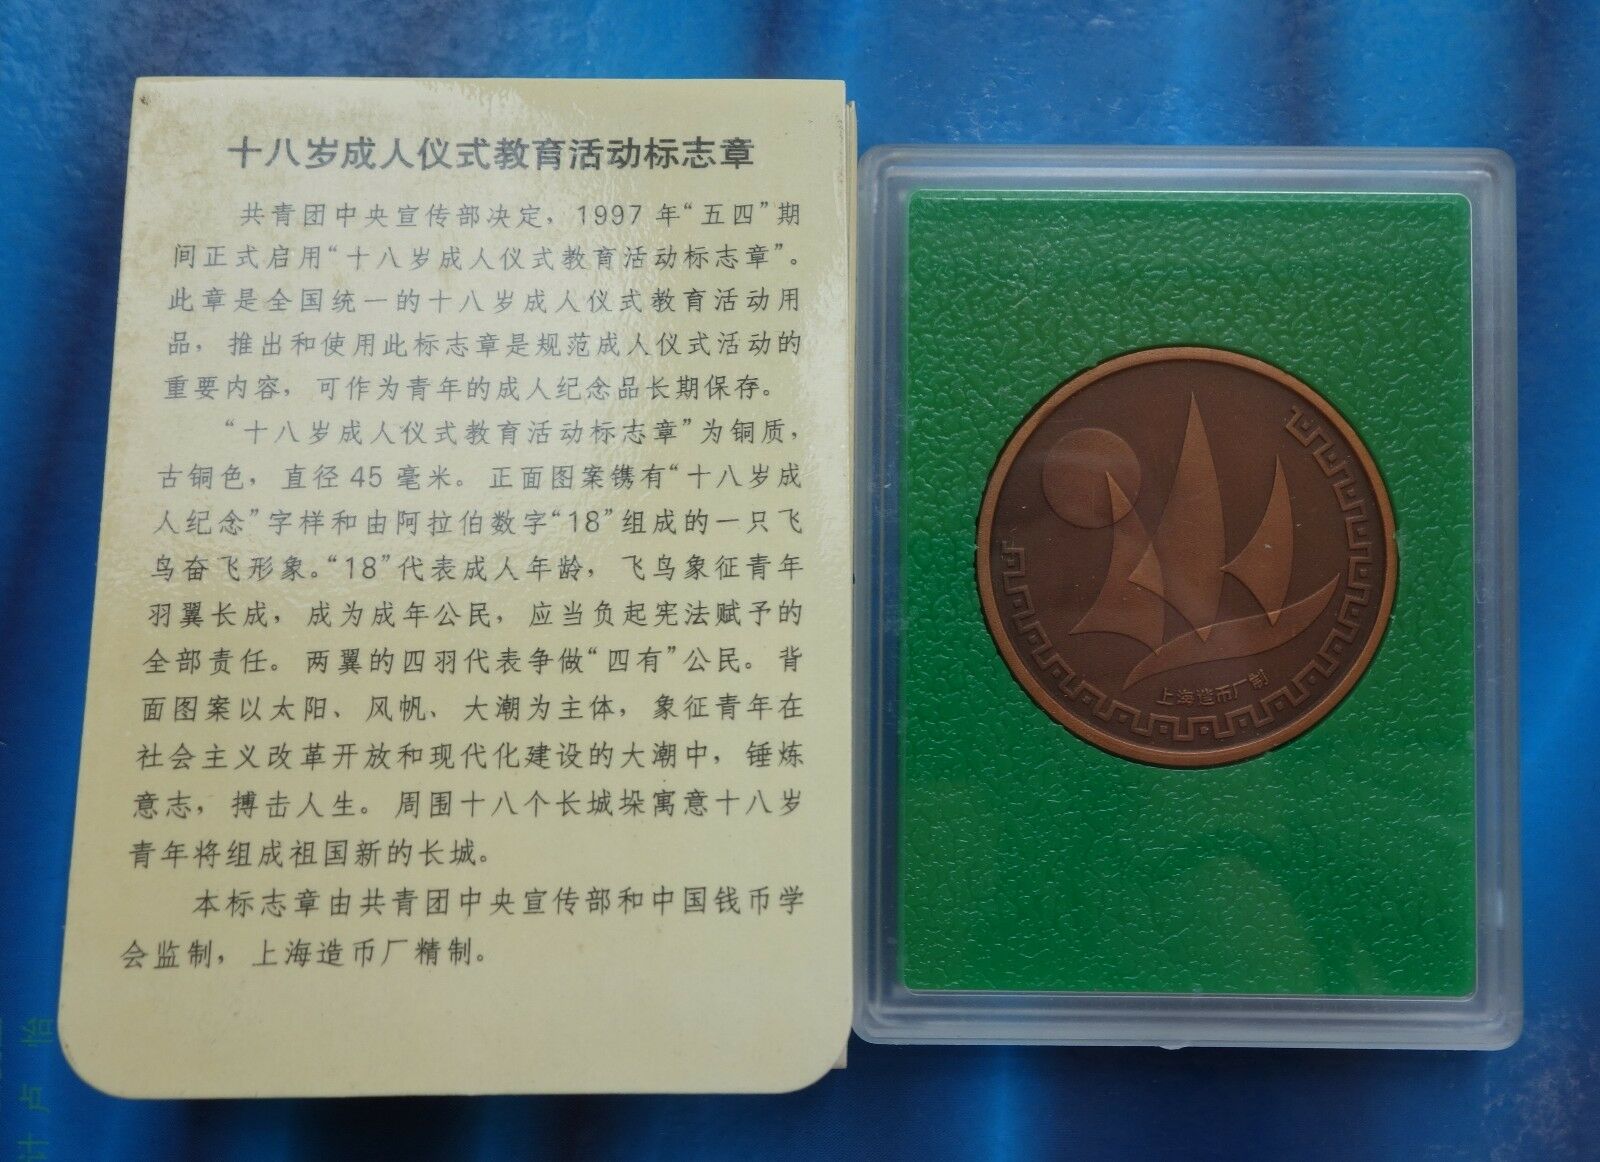 十八岁成人仪式教育活动标志章
共青团中央宣传部决定，1997 年“五四”期
间正式启用“十八岁成人仪式教育活动标志章”。
此章是全国统一的十八岁成人仪式教育活动用
品，推出和使用此标志章是规范成人仪式活动的
重要内容，可作为青年的成人纪念品长期保存。
“十八岁成人仪式教育活动标志章”为铜质，
古铜色，直径 45 毫米。正面图案镌有“十八岁成
人纪念”字样和由阿拉伯数字“18”组成的一只飞
鸟奋飞形象。“18”代表成人年龄，飞鸟象征青年
羽翼长成，成为成年公民，应当负起宪法赋予的
全部责任。两翼的四羽代表争做“四有”公民。背
面图案以太阳、风帆、大潮为主体，象征青年在
社会主义改革开放和现代化建设的大潮中，锤炼
意志，搏击人生。周围十八个长城垛寓意十八岁
青年将组成祖国新的长城。
本标志章由共青团中央宣传部和中国钱币学
会监制，上海造币厂精制。
上海造币厂制
计 卢 怡